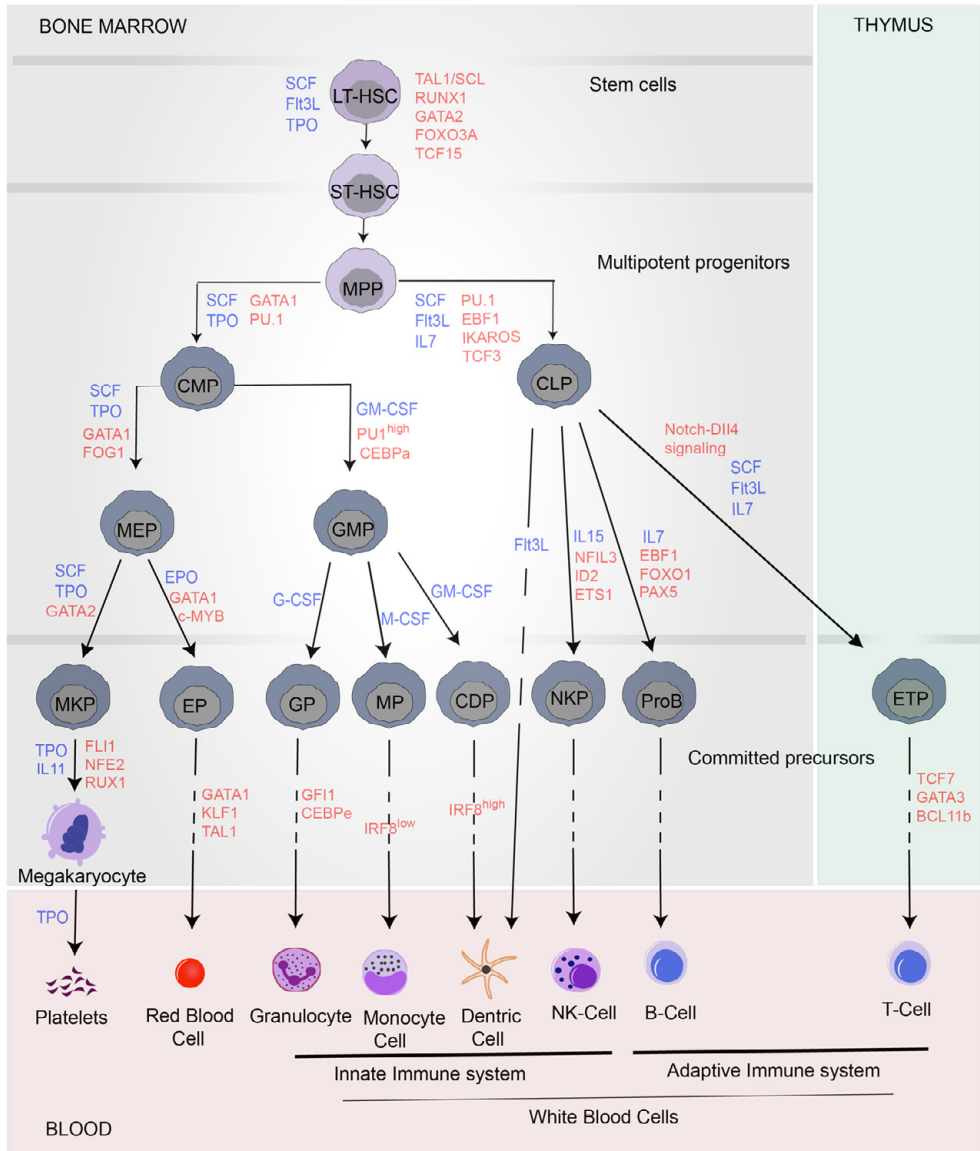 BONE MARROW
THYMUS
Stem cells
SCF
Flt3L
TPO
LT-HSC
TAL1/SCL
RUNX1
GATA2
FOXO3A
TCF15
ST-HSC
Multipotent progenitors
MPP
SCF
TPO
GATA1
PU.1
SCF
Flt3L
IL7
PU.1
EBF1
IKAROS
TCF3
CMP
CLP
SCF
TPO
GATA1
FOG1
GM-CSF
PU1high
CEBPa
Notch-Dll4
signaling
SCF
Flt3L
IL7
MEP
GMP
SCF
TPO
GATA2
EPO
GATA1
c-MYB
G-CSF
M-CSF
GM-CSF
Flt3L
IL15
NFIL3
ID2
ETS1
IL7
EBF1
FOXO1
PAX5
MKP
EP
GP
MP
CDP
NKP
ProB
ETP
Committed precursors
TPO
IL11
FLI1
NFE2
RUX1
GATA1
KLF1
TAL1
GFI1
CEBPe
IRF8low
IRF8high
TCF7
GATA3
BCL11b
Megakaryocyte
TPO
Platelets
Red Blood
Cell
Granulocyte
Monocyte
Cell
Dentric
Cell
NK-Cell
B-Cell
T-Cell
Innate Immune system
Adaptive Immune system
White Blood Cells
BLOOD